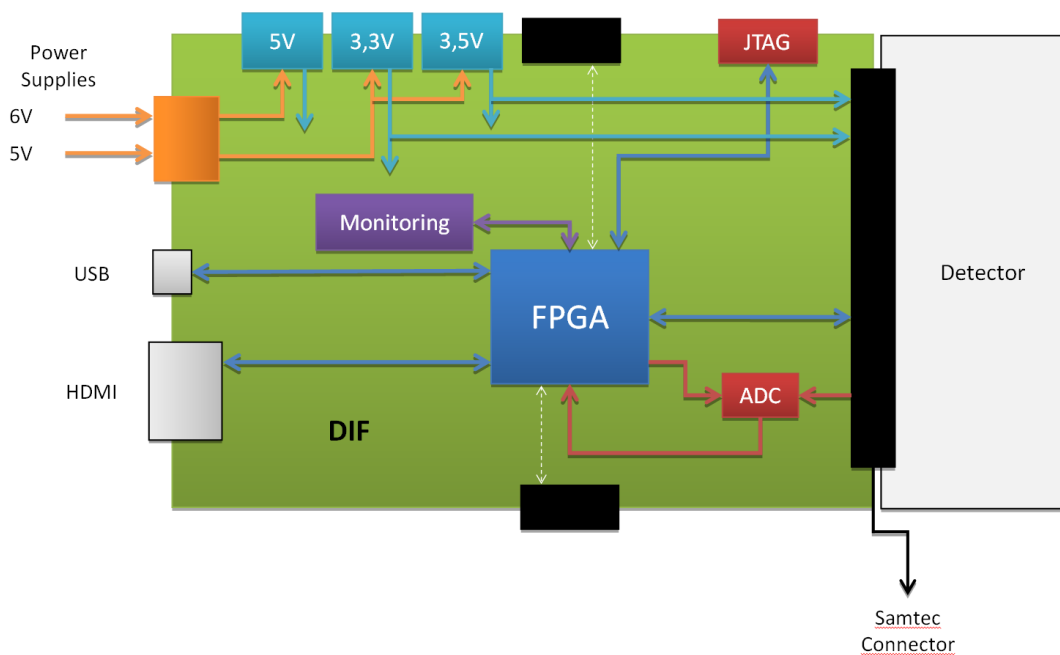 Power
Supplies
6V
5V
5V
3,3V
3,5V
JTAG
Monitoring
USB
FPGA
Detector
HDMI
ADC
DIF
Samtec
Connector